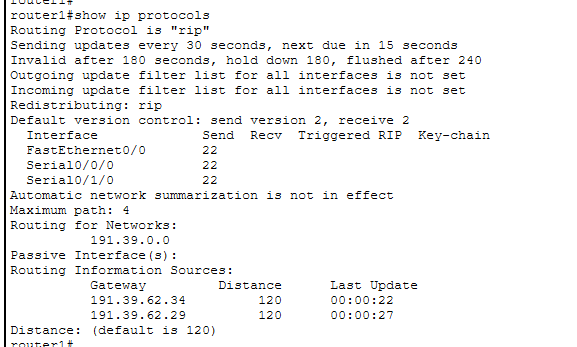 router1#
router1#show ip protocols
Routing Protocol is "rip"
Sending updates every 30 seconds, next due in 15 seconds
Invalid after 180 seconds, hold down 180, flushed after 240
Outgoing update filter list for all interfaces is not set
Incoming update filter list for all interfaces is not set
Redistributing: rip
Default version control: send version 2, receive 2
  Interface             Send  Recv  Triggered RIP  Key-chain
  FastEthernet0/0       22
  Serial0/0/0           22
  Serial0/1/0           22
Automatic network summarization is not in effect
Maximum path: 4
Routing for Networks:
          191.39.0.0
Passive Interface(s):
Routing Information Sources:
          Gateway         Distance      Last Update
          191.39.62.34         120      00:00:22
          191.39.62.29         120      00:00:27
Distance: (default is 120)
router1#